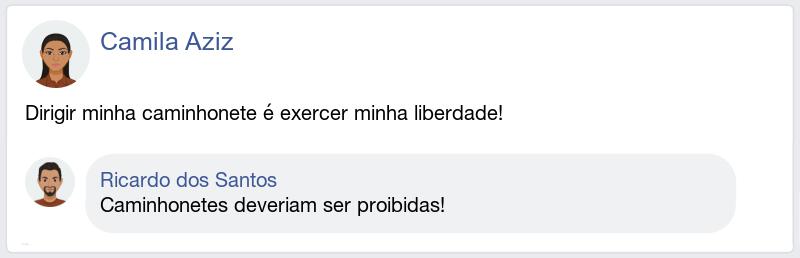 Camila Aziz
Dirigir minha caminhonete é exercer minha liberdade!
Ricardo dos Santos
Caminhonetes deveriam ser proibidas!